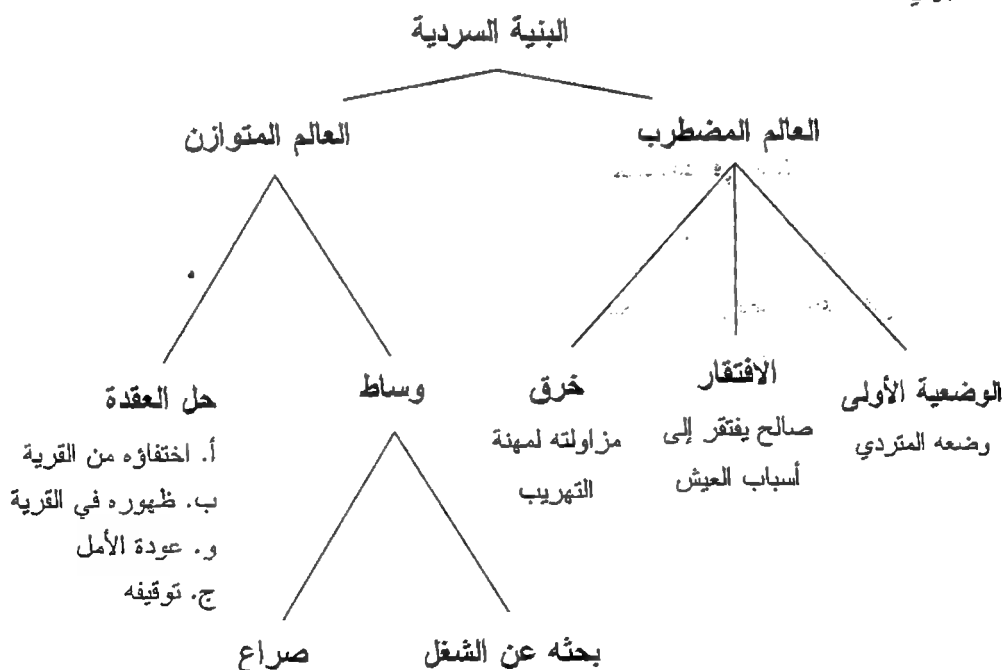 البنية السردية
العالم المضطرب
العالم المتوازن
الوضعية الأولى
وضعه المتردي
الافتقار
صالح يفتقر إلى
أسباب العيش
خرق
مزاولته لمهنة
التهريب
وساط
حل العقدة
أ. اختفاؤه من القرية
ب. ظهوره في القرية
و. عودة الأمل
ج. توقيفه
بحثه عن الشغل
صراع